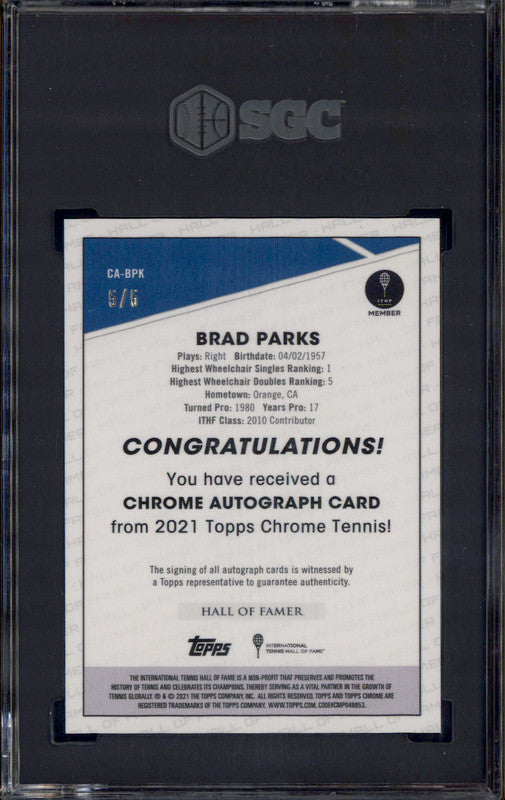 SGC
CA-BPK
5/5
ITHF
MEMBER
BRAD PARKS
Plays: Right Birthdate: 04/02/1957
Highest Wheelchair Singles Ranking: 1
Highest Wheelchair Doubles Ranking: 5
Hometown: Orange, CA
Turned Pro: 1980 Years Pro: 17
ITHF Class: 2010 Contributor
CONGRATULATIONS!
You have received a
CHROME AUTOGRAPH CARD
from 2021 Topps Chrome Tennis!
The signing of all autograph cards is witnessed by
a Topps representative to guarantee authenticity.
HALL OF FAMER
topps
INTERNATIONAL
TENNIS HALL OF FAME®
THE INTERNATIONAL TENNIS HALL OF FAME IS A NON-PROFIT THAT PRESERVES AND PROMOTES THE
HISTORY OF TENNIS AND CELEBRATES ITS CHAMPIONS, THEREBY SERVING AS A VITAL PARTNER IN THE GROWTH OF
TENNIS GLOBALLY. ® & © 2021 THE TOPPS COMPANY, INC. ALL RIGHTS RESERVED. TOPPS AND TOPPS CHROME ARE
REGISTERED TRADEMARKS OF THE TOPPS COMPANY. WWW.TOPPS.COM. CODE#CMP049853.